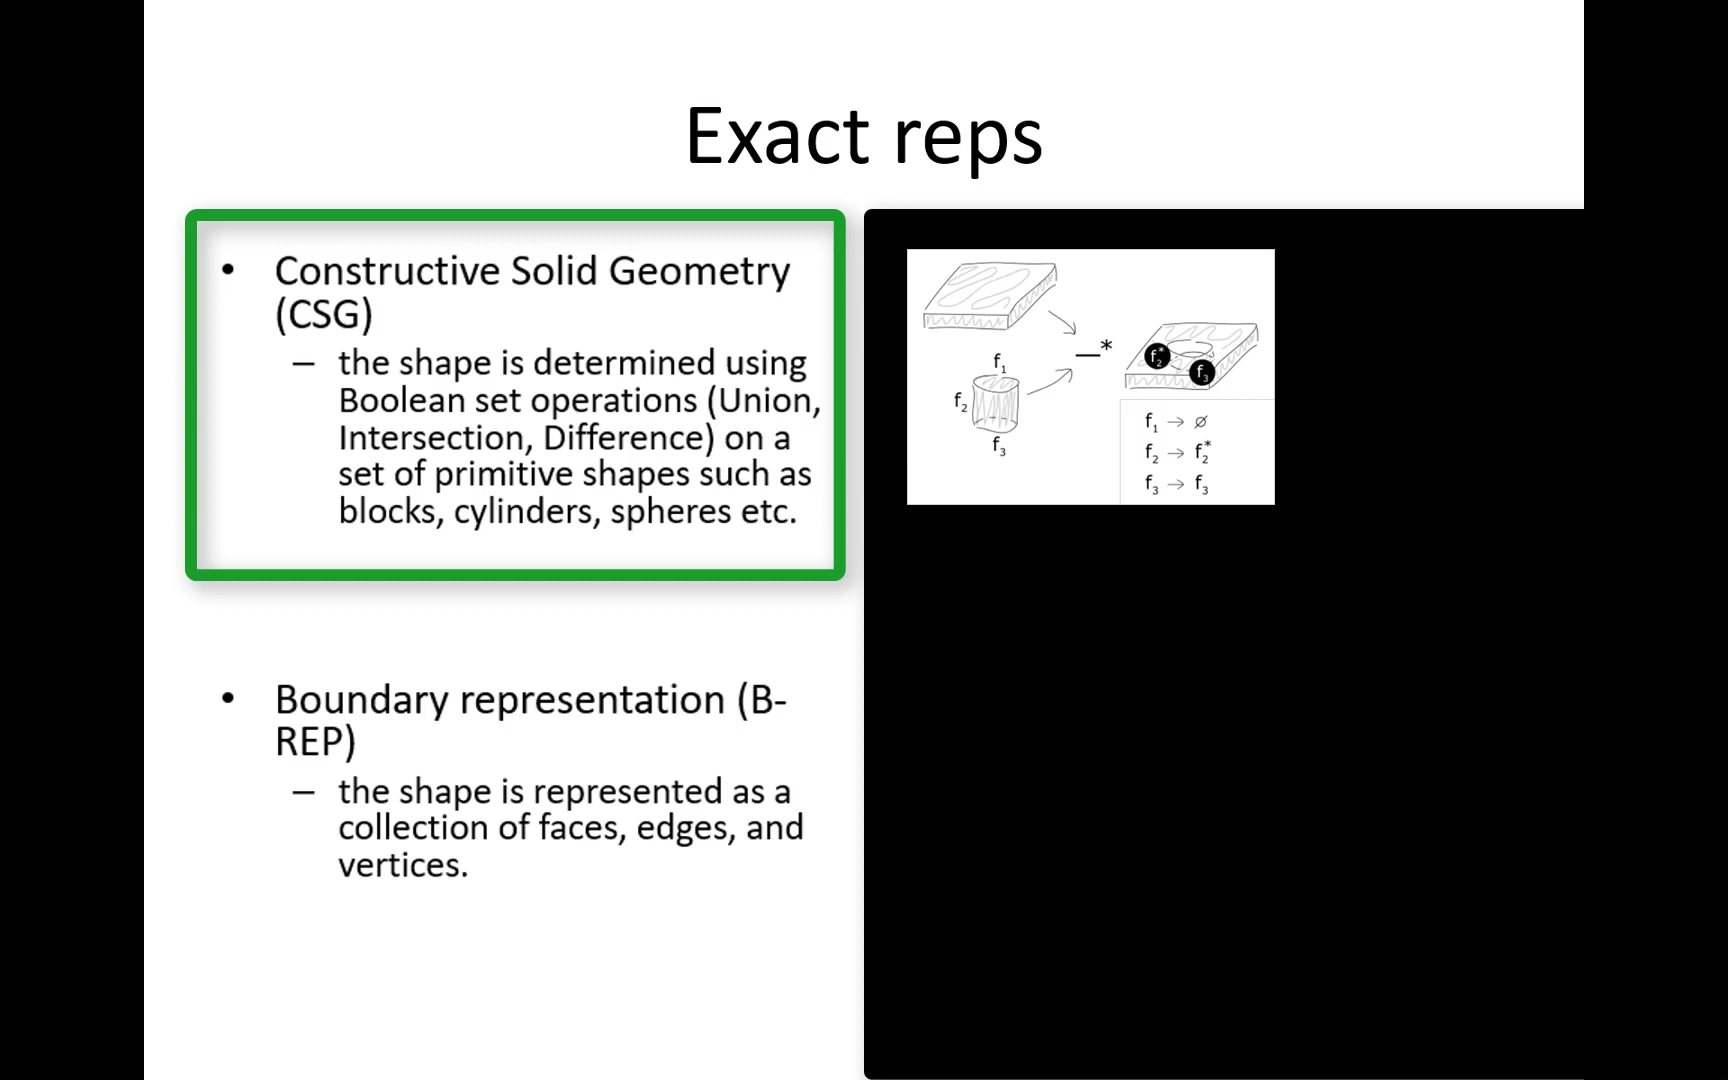 Exact reps
• Constructive Solid Geometry
(CSG)
– the shape is determined using
Boolean set operations (Union,
Intersection, Difference) on a
set of primitive shapes such as
blocks, cylinders, spheres etc.
• Boundary representation (B-
REP)
– the shape is represented as a
collection of faces, edges, and
vertices.
f₁
f₂
f₃
—*
f₂*
f₃
f₁ → ∅
f₂ → f₂*
f₃ → f₃